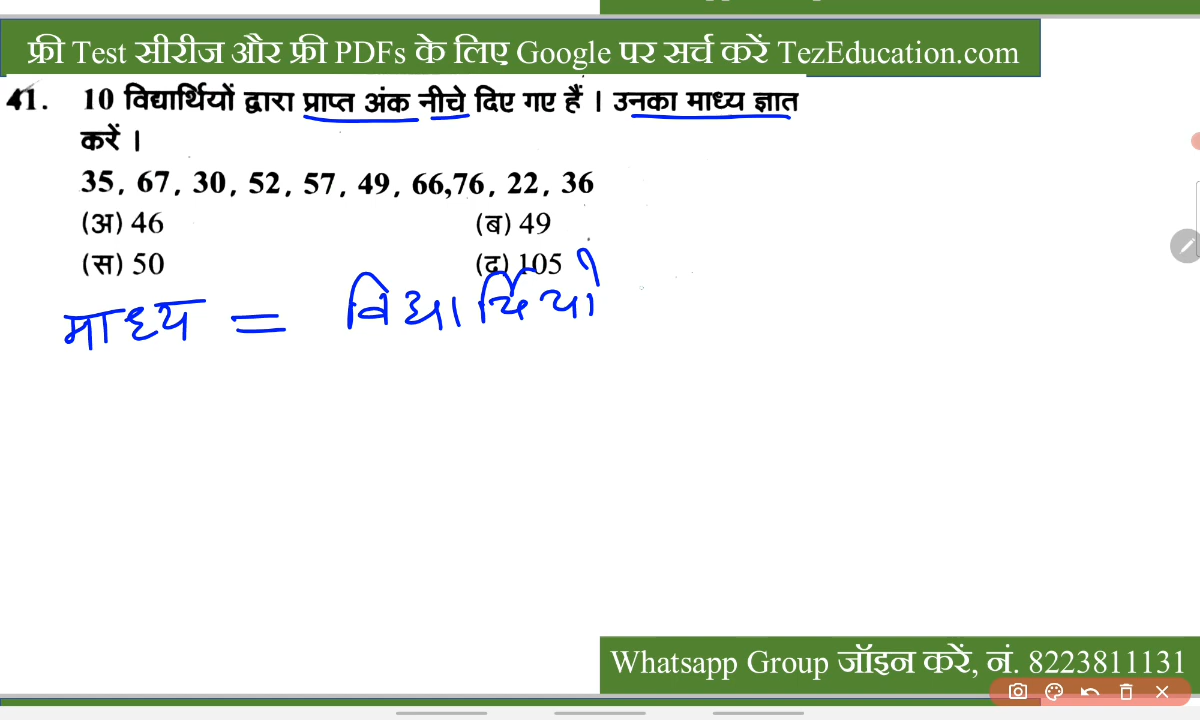 फ्री Test सीरीज और फ्री PDFs के लिए Google पर सर्च करें TezEducation.com
41. 10 विद्यार्थियों द्वारा प्राप्त अंक नीचे दिए गए हैं । उनका माध्य ज्ञात
करें ।
35, 67, 30, 52, 57, 49, 66,76, 22, 36
(अ) 46 (ब) 49
(स) 50 (द) 105
माध्य = विद्यार्थियो
Whatsapp Group जॉइन करें, नं. 8223811131